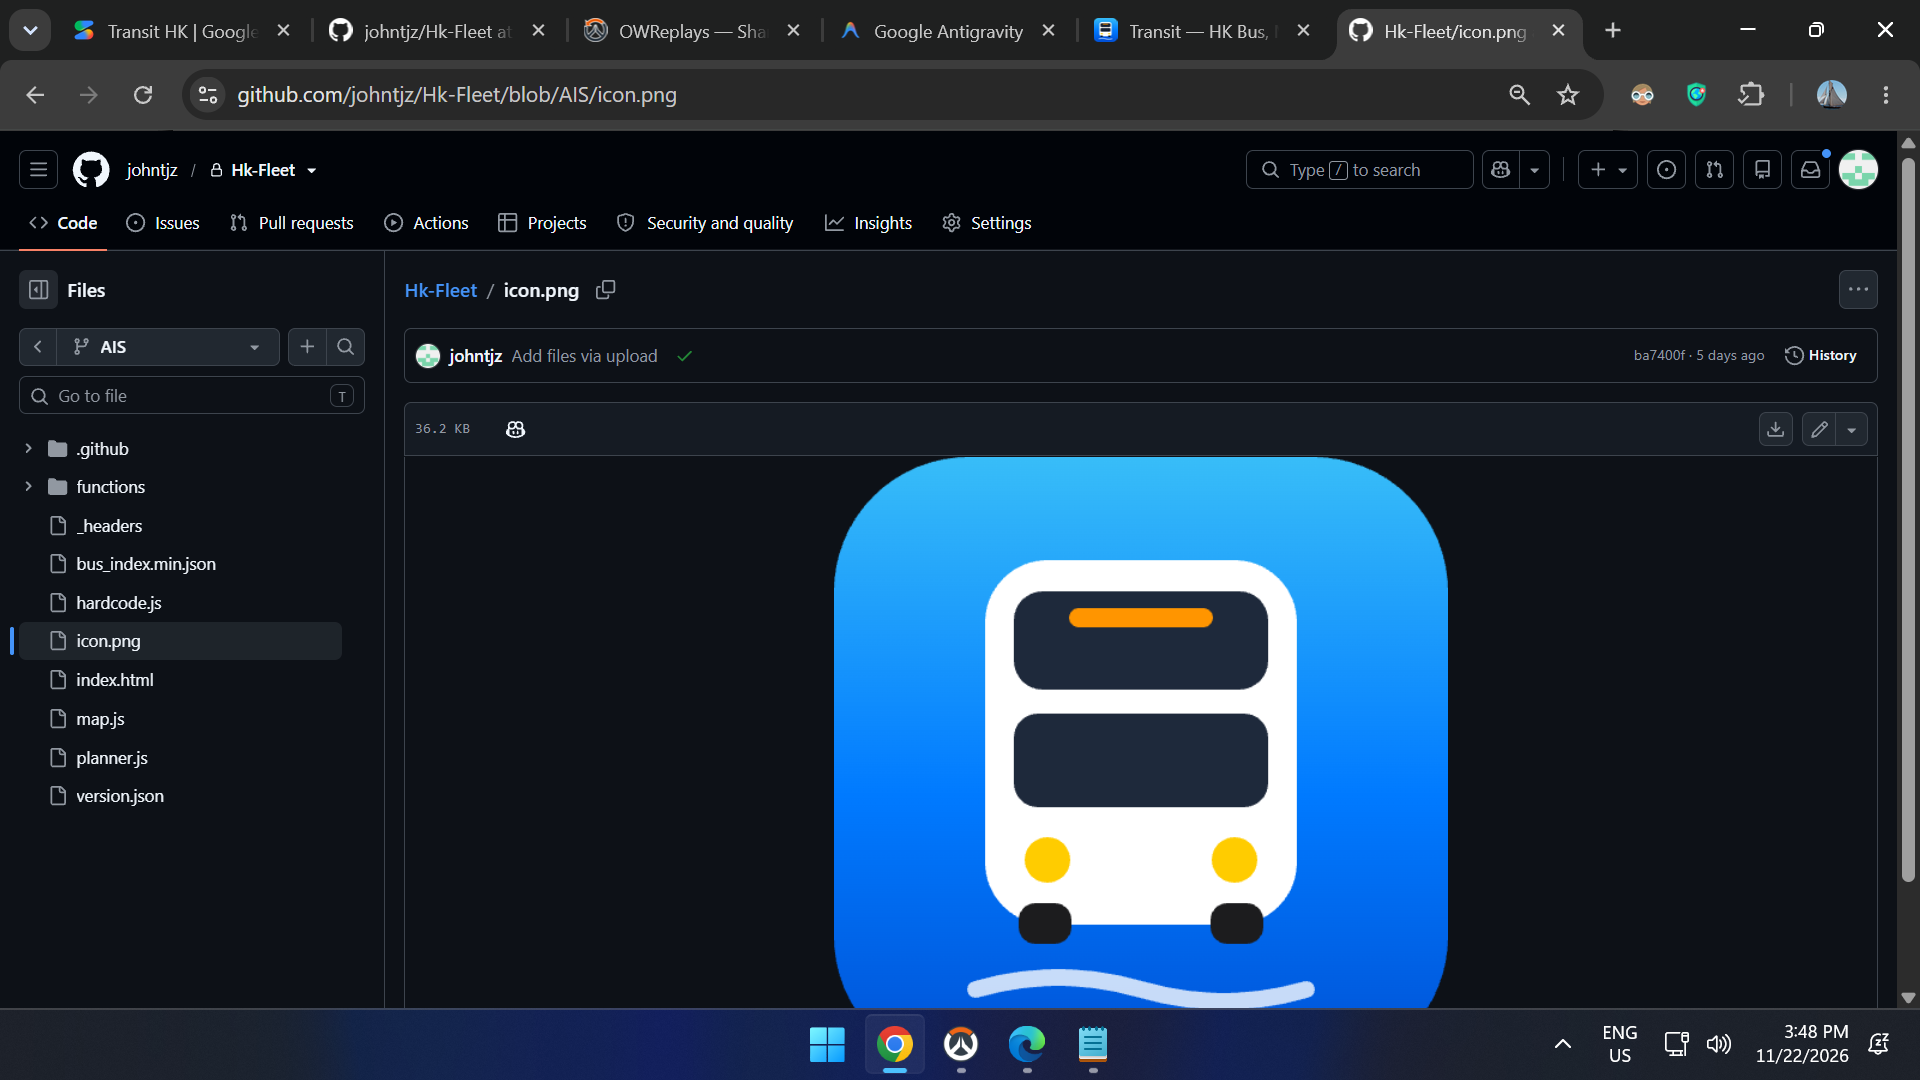 Transit HK | Google
johntjz/Hk-Fleet at
OWReplays — Sha
Google Antigravity
Transit — HK Bus,
Hk-Fleet/icon.png
github.com/johntjz/Hk-Fleet/blob/AIS/icon.png
johntjz / Hk-Fleet
Type / to search
Code
Issues
Pull requests
Actions
Projects
Security and quality
Insights
Settings
Files
Hk-Fleet / icon.png
AIS
johntjz Add files via upload
ba7400f · 5 days ago
History
Go to file
T
36.2 KB
.github
functions
_headers
bus_index.min.json
hardcode.js
icon.png
index.html
map.js
planner.js
version.json
ENG
US
3:48 PM
11/22/2026